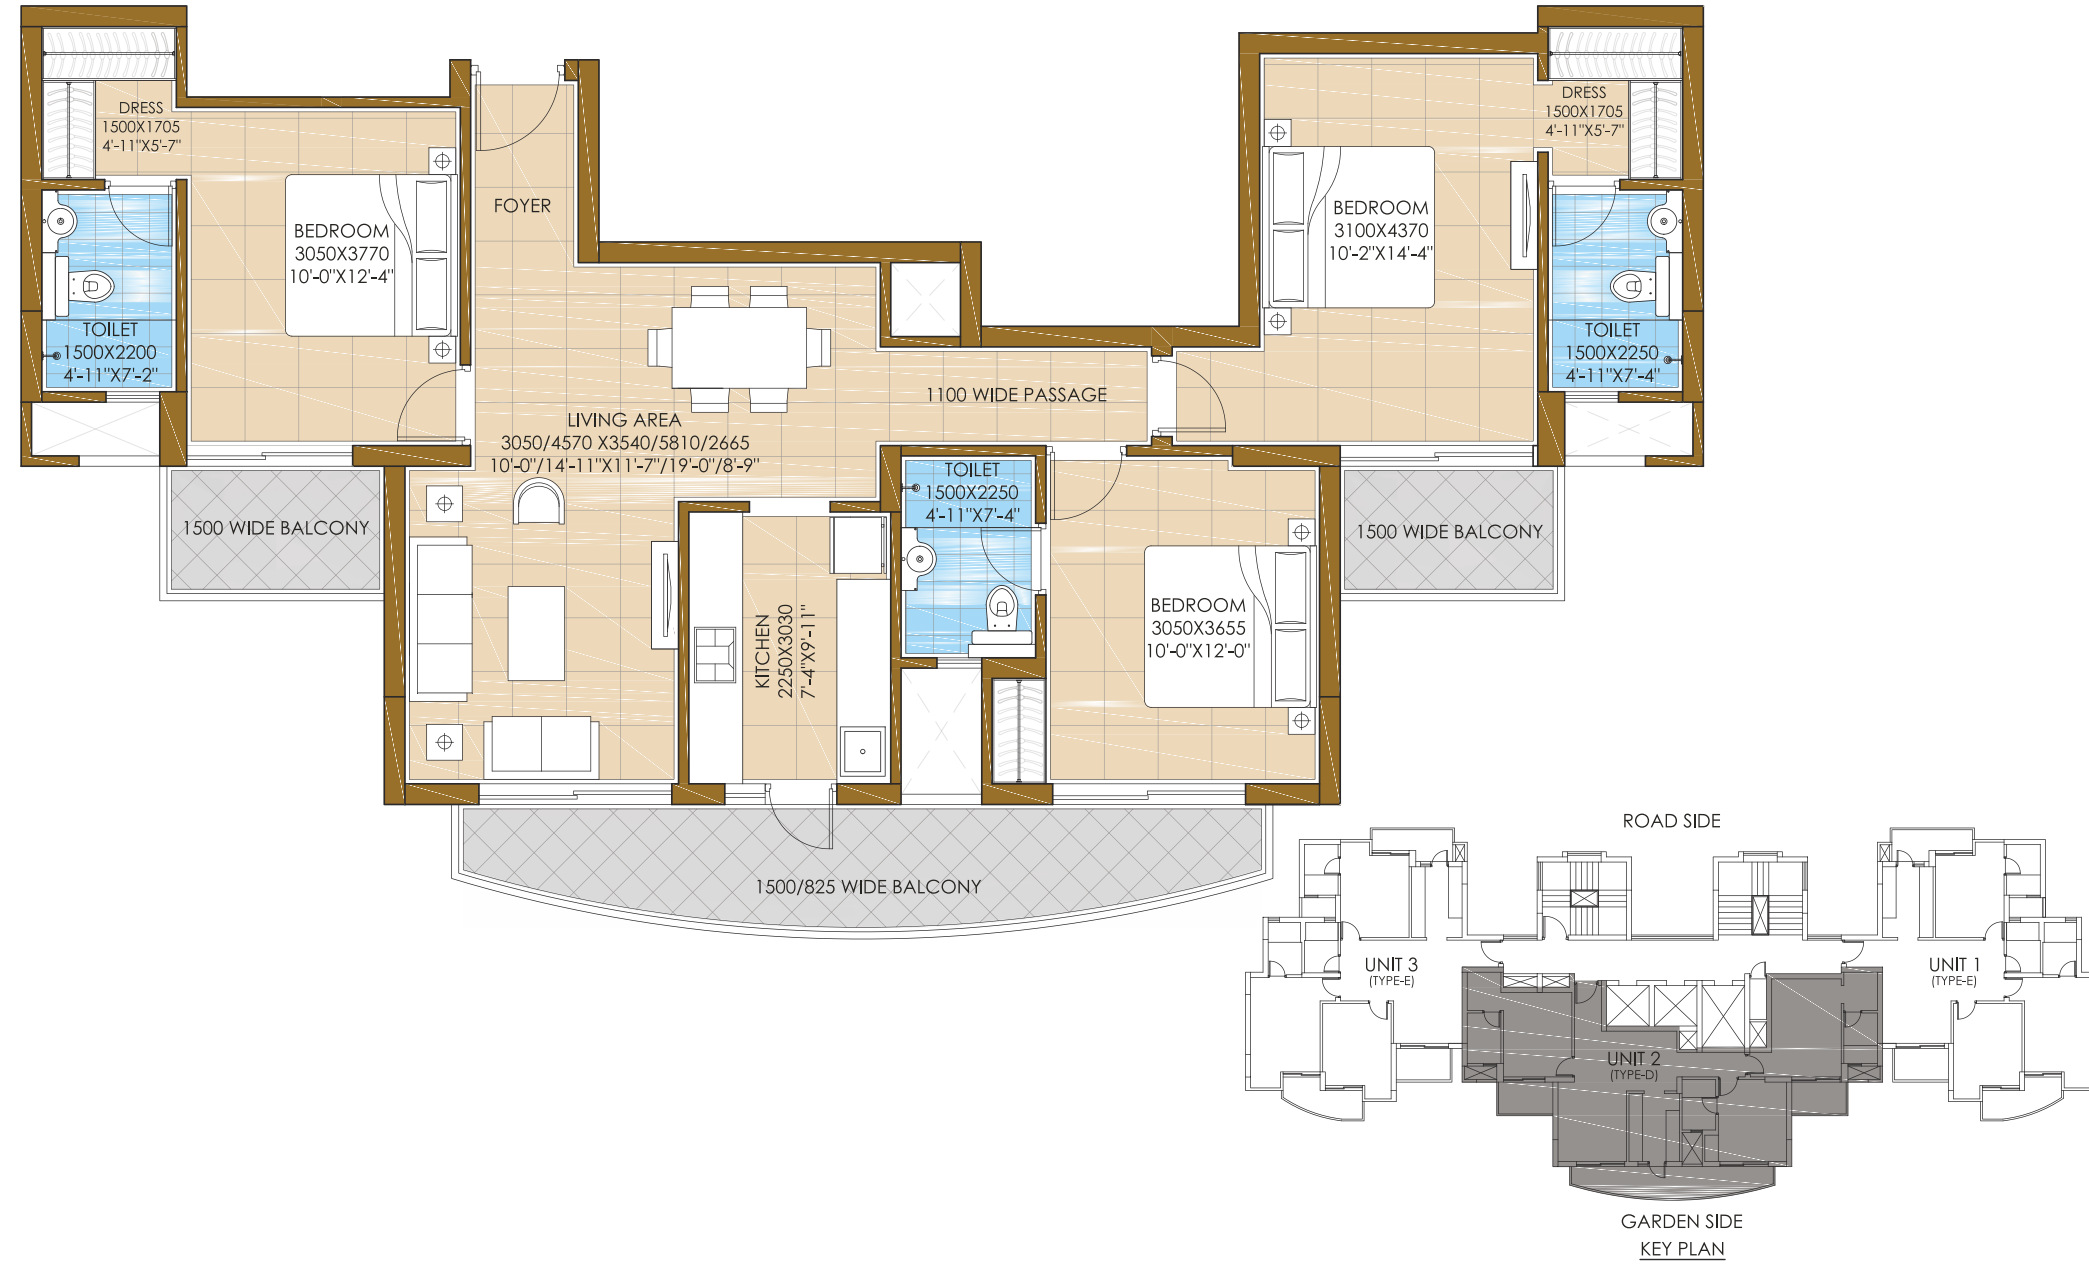 DRESS
1500X1705
4'-11"X5'-7"
BEDROOM
3050X3770
10'-0"X12'-4"
TOILET
1500X2200
4'-11"X7'-2"
FOYER
LIVING AREA
3050/4570 X3540/5810/2665
10'-0"/14'-11"X11'-7"/19'-0"/8'-9"
1100 WIDE PASSAGE
BEDROOM
3100X4370
10'-2"X14'-4"
DRESS
1500X1705
4'-11"X5'-7"
TOILET
1500X2250
4'-11"X7'-4"
1500 WIDE BALCONY
TOILET
1500X2250
4'-11"X7'-4"
1500 WIDE BALCONY
KITCHEN
2250X3030
7'-4"X9'-11"
BEDROOM
3050X3655
10'-0"X12'-0"
1500/825 WIDE BALCONY
ROAD SIDE
UNIT 3
(TYPE-E)
UNIT 1
(TYPE-E)
UNIT 2
(TYPE-D)
GARDEN SIDE
KEY PLAN